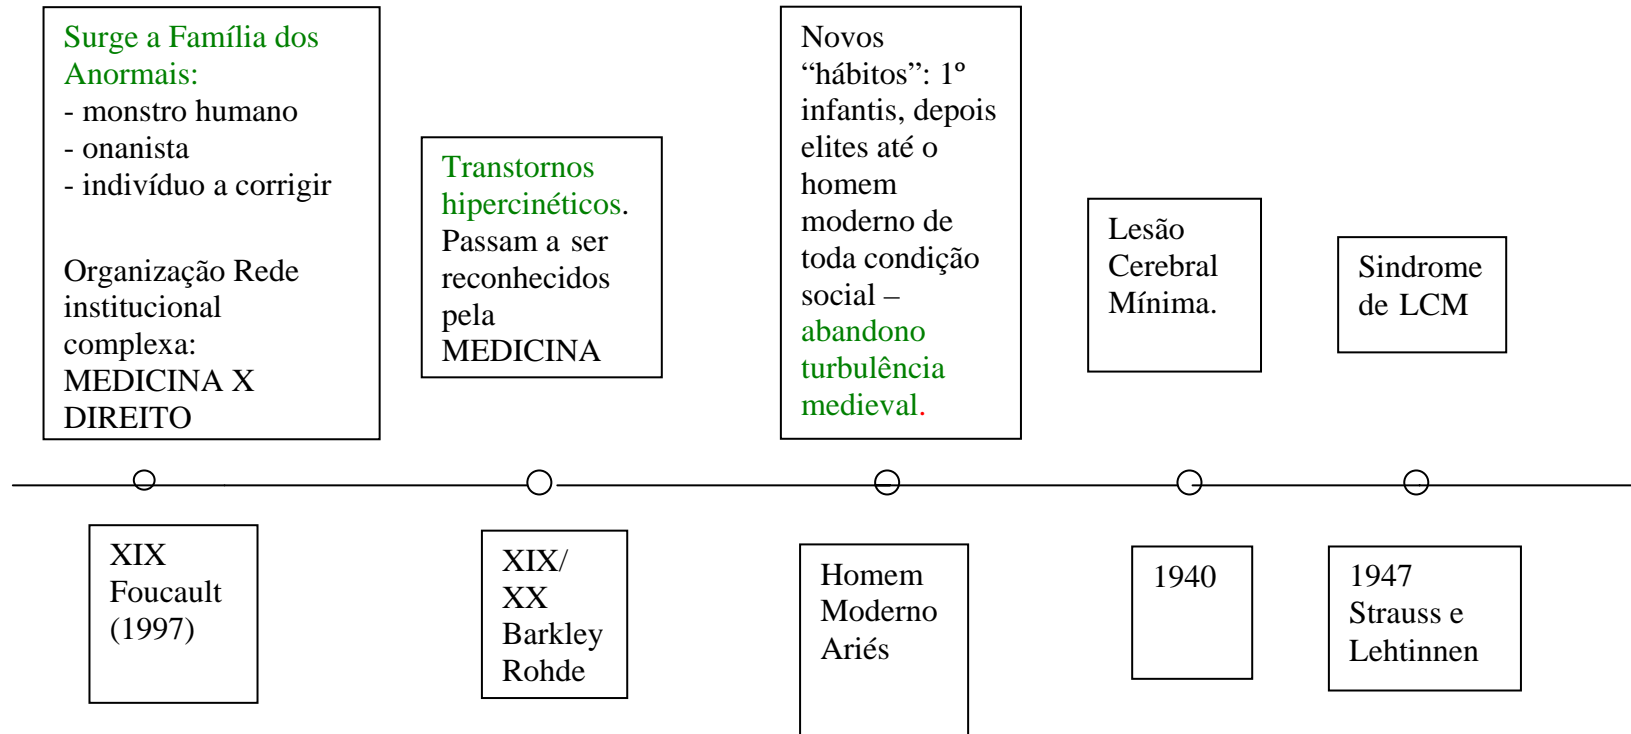 Surge a Família dos
Anormais:
- monstro humano
- onanista
- indivíduo a corrigir
Organização Rede
institucional
complexa:
MEDICINA X
DIREITO
Transtornos
hipercinéticos.
Passam a ser
reconhecidos
pela
MEDICINA
Novos
“hábitos”: 1º
infantis, depois
elites até o
homem
moderno de
toda condição
social –
abandono
turbulência
medieval.
Lesão
Cerebral
Mínima.
Sindrome
de LCM
XIX
Foucault
(1997)
XIX/
XX
Barkley
Rohde
Homem
Moderno
Ariés
1940
1947
Strauss e
Lehtinnen